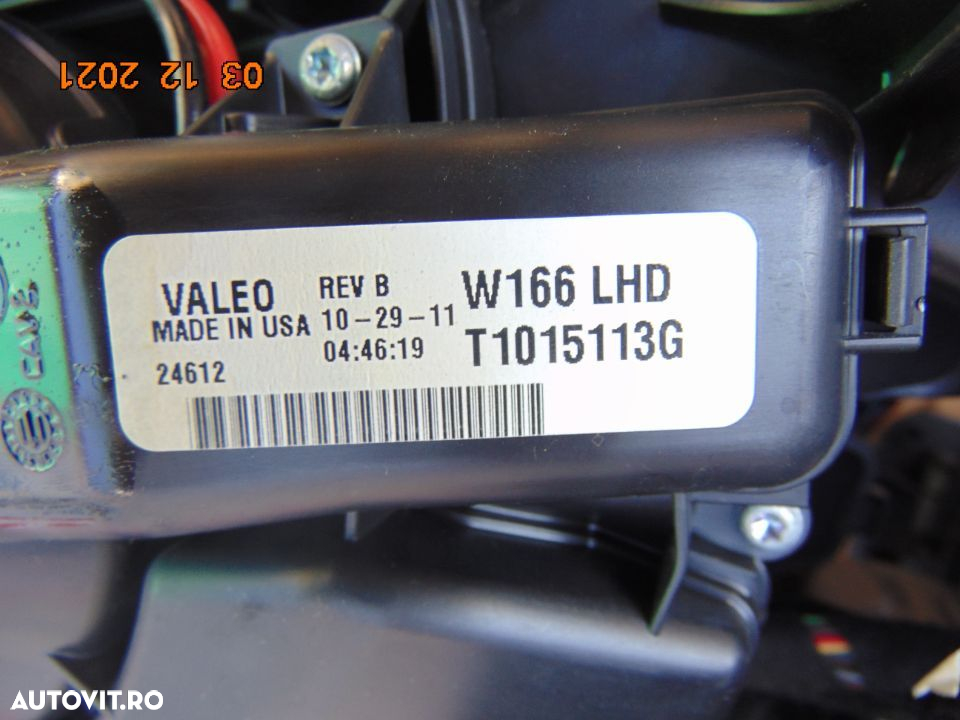 03 12 2021
VALEO
MADE IN USA
24612
REV B
10-29-11
04:46:19
W166 LHD
T1015113G
AUTOVIT.RO